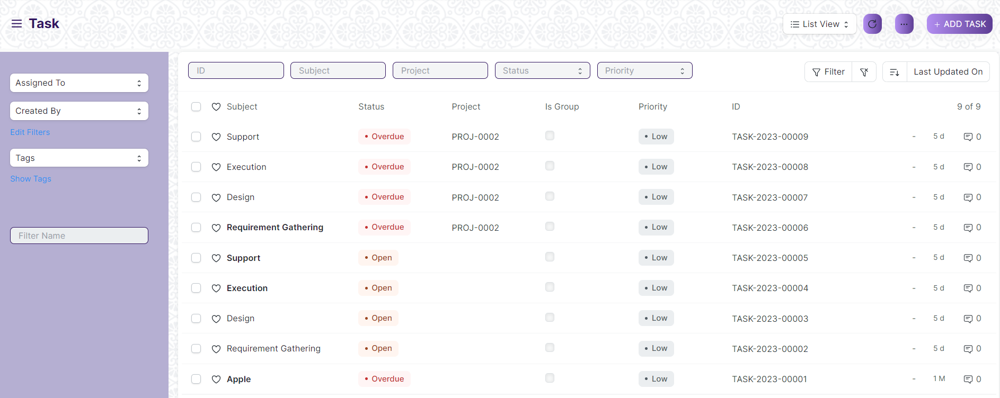 Task
List View
...
+ ADD TASK
Assigned To
Created By
Edit Filters
Tags
Show Tags
Filter Name
ID Subject Project Status Priority Filter Last Updated On
Subject Status Project Is Group Priority ID 9 of 9
Support • Overdue PROJ-0002 • Low TASK-2023-00009 - 5 d 0
Execution • Overdue PROJ-0002 • Low TASK-2023-00008 - 5 d 0
Design • Overdue PROJ-0002 • Low TASK-2023-00007 - 5 d 0
Requirement Gathering • Overdue PROJ-0002 • Low TASK-2023-00006 - 5 d 0
Support • Open • Low TASK-2023-00005 - 5 d 0
Execution • Open • Low TASK-2023-00004 - 5 d 0
Design • Open • Low TASK-2023-00003 - 5 d 0
Requirement Gathering • Open • Low TASK-2023-00002 - 5 d 0
Apple • Overdue • Low TASK-2023-00001 - 1 M 0